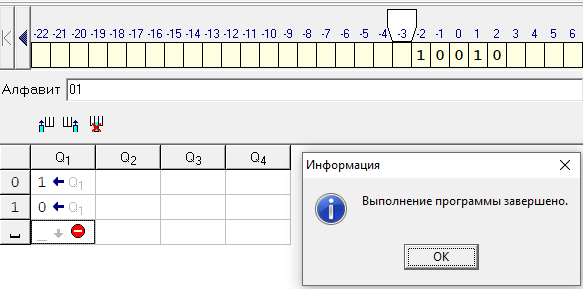 -22 -21 -20 -19 -18 -17 -16 -15 -14 -13 -12 -11 -10 -9 -8 -7 -6 -5 -4 -3 -2 -1 0 1 2 3 4 5 6
1 0 0 1 0
Алфавит 01
Q1 Q2 Q3 Q4
0 1 ← Q1
1 0 ← Q1
␣ _ ↓
Информация
Выполнение программы завершено.
OK